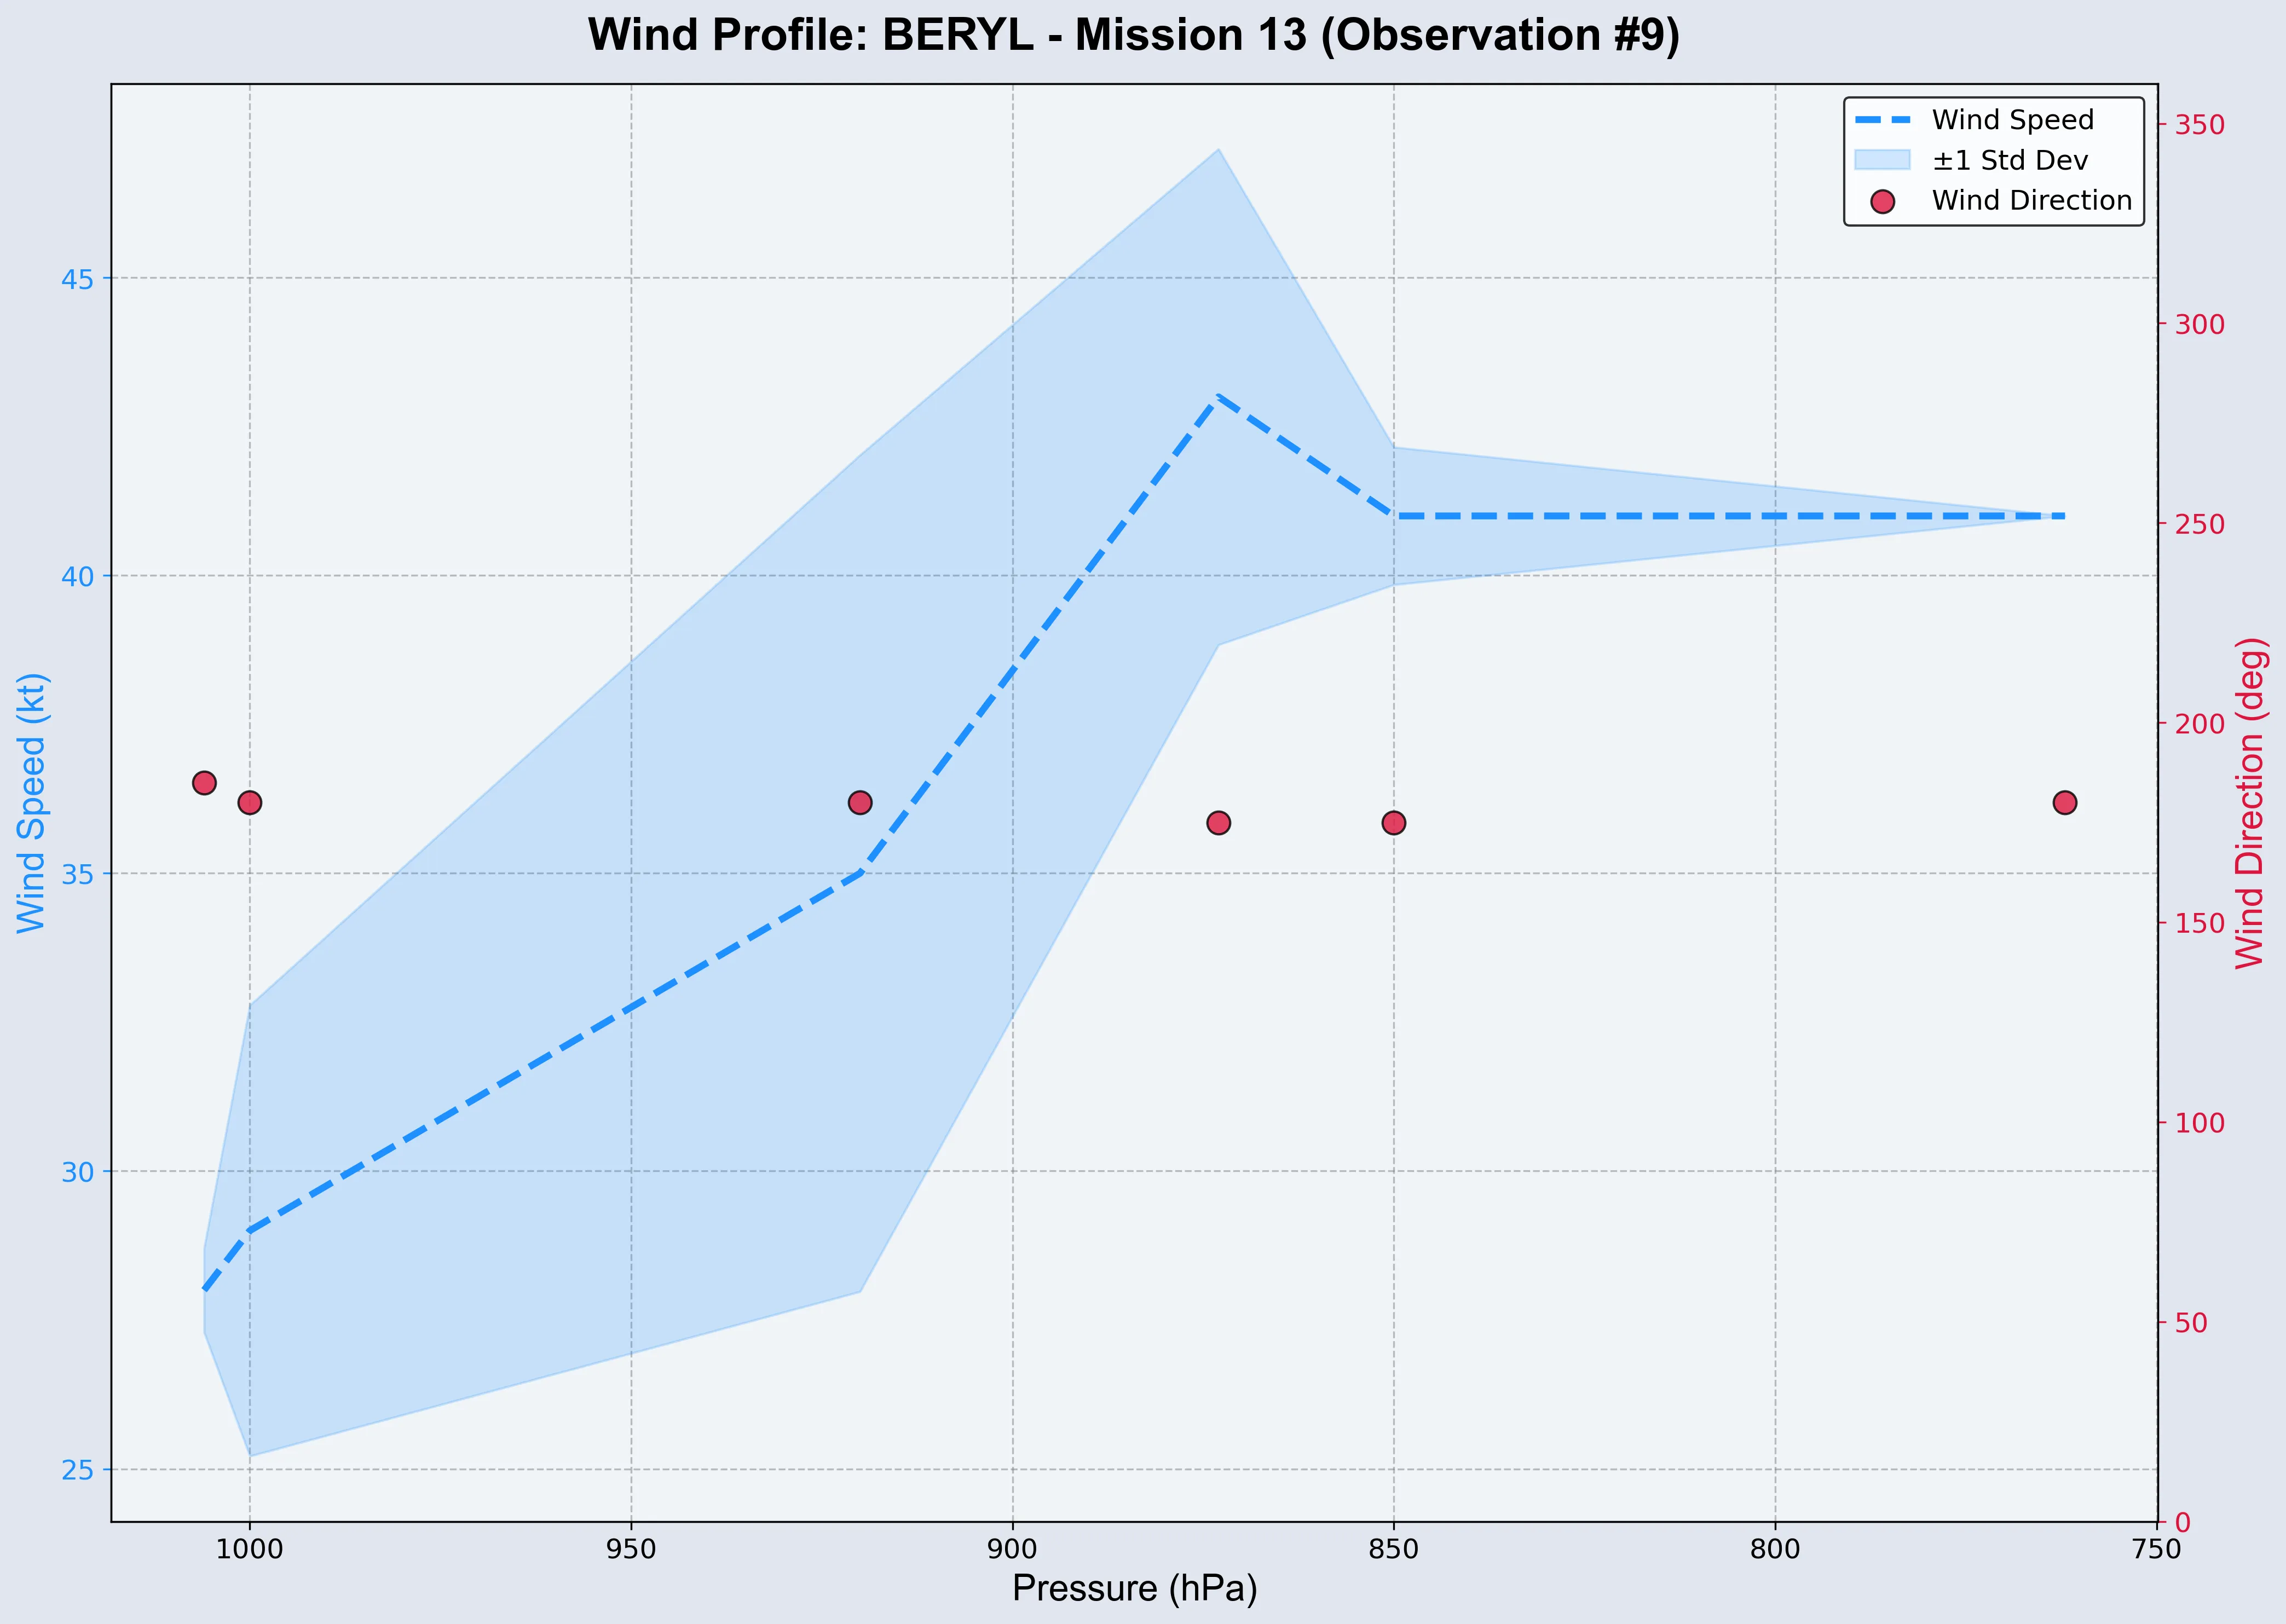 Wind Profile: BERYL - Mission 13 (Observation #9)
Wind Speed
±1 Std Dev
Wind Direction
Wind Speed (kt)
45
40
35
30
25
350
300
250
200
150
100
50
0
Wind Direction (deg)
1000 950 900 850 800 750
Pressure (hPa)